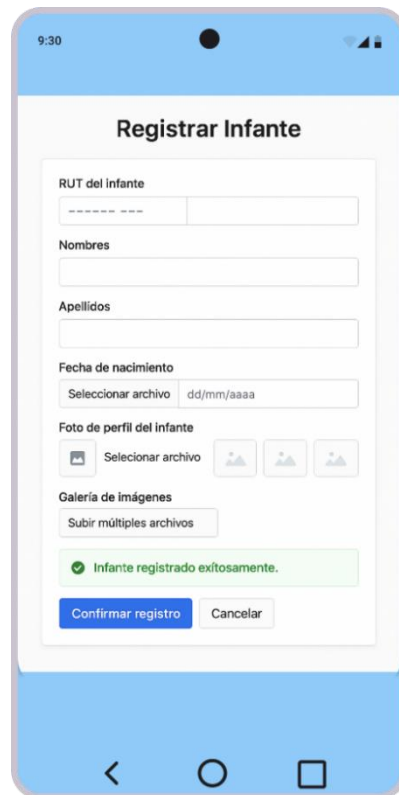 9:30
Registrar Infante
RUT del infante
------ ---
Nombres
Apellidos
Fecha de nacimiento
Seleccionar archivo dd/mm/aaaa
Foto de perfil del infante
Selecionar archivo
Galería de imágenes
Subir múltiples archivos
Infante registrado exítosamente.
Confirmar registro Cancelar